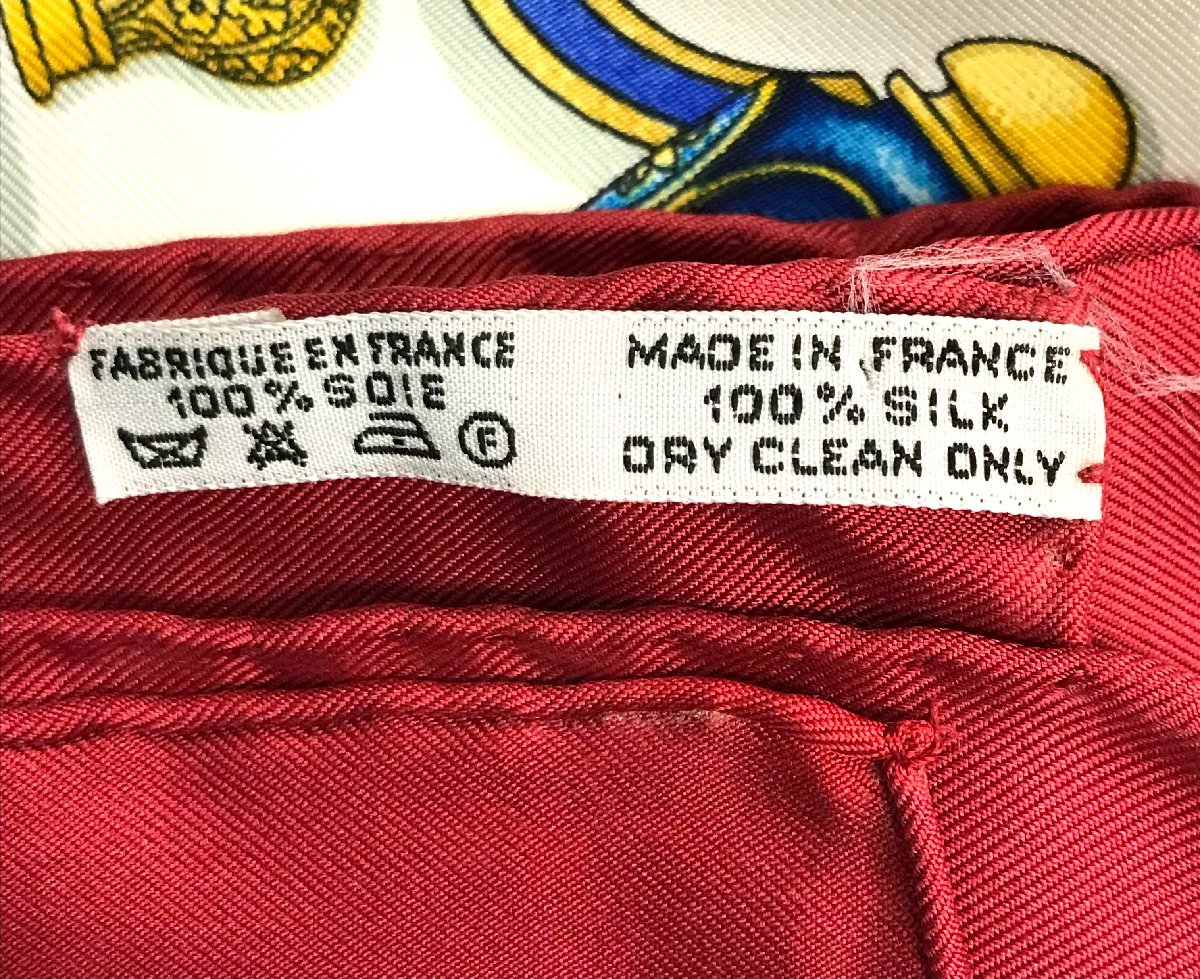 FABRIQUE EN FRANCE
100% SOIE
F
MADE IN FRANCE
100% SILK
DRY CLEAN ONLY